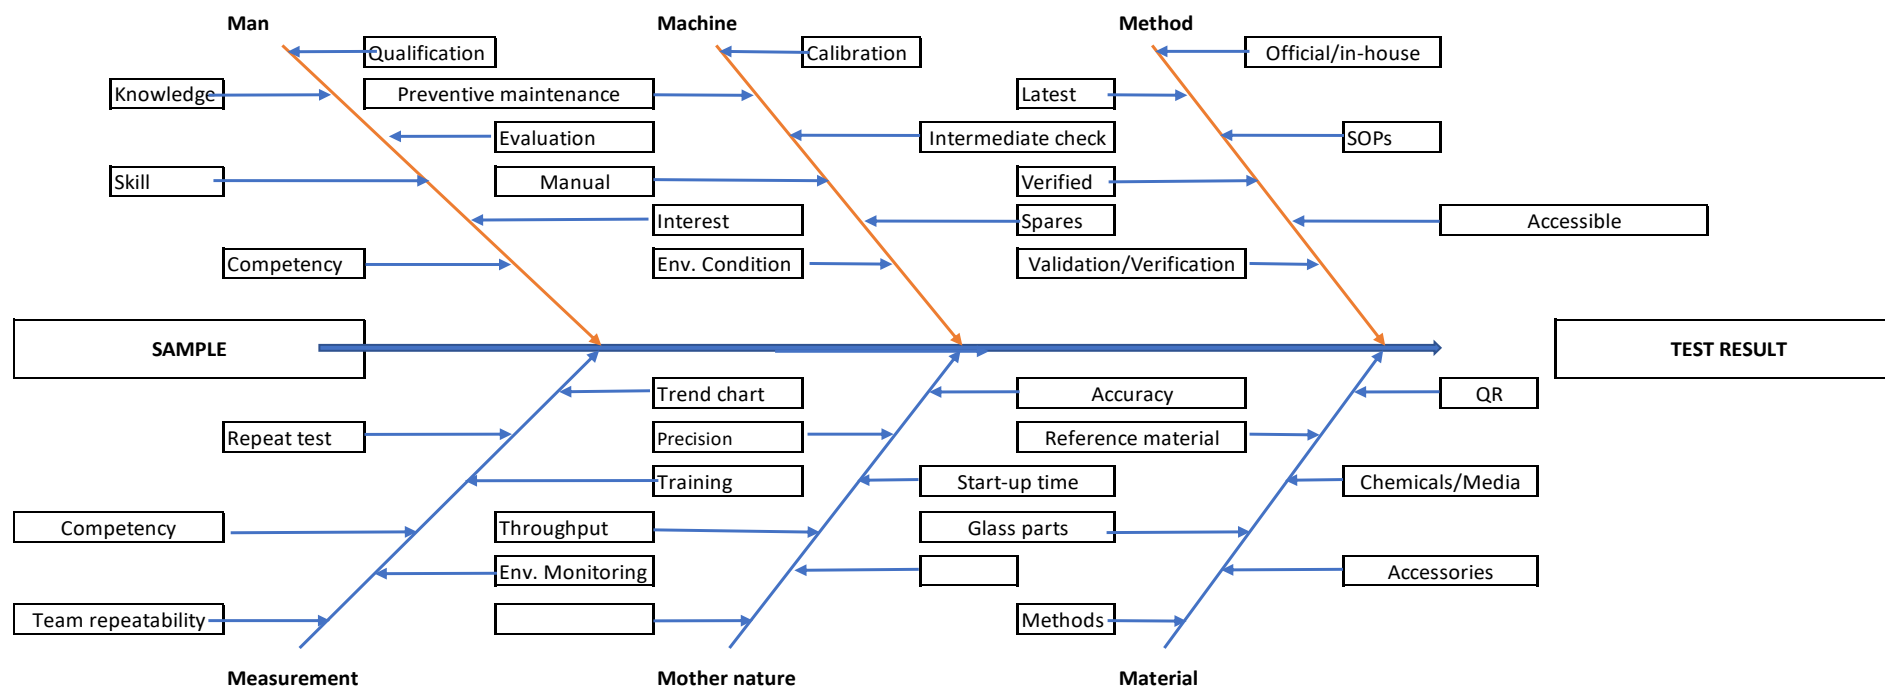 Man
Machine
Method
Qualification
Calibration
Official/in-house
Knowledge
Preventive maintenance
Latest
Evaluation
Intermediate check
SOPs
Skill
Manual
Verified
Interest
Spares
Accessible
Competency
Env. Condition
Validation/Verification
SAMPLE
TEST RESULT
Trend chart
Accuracy
QR
Repeat test
Precision
Reference material
Training
Start-up time
Chemicals/Media
Competency
Throughput
Glass parts
Env. Monitoring
Accessories
Team repeatability
Methods
Measurement
Mother nature
Material